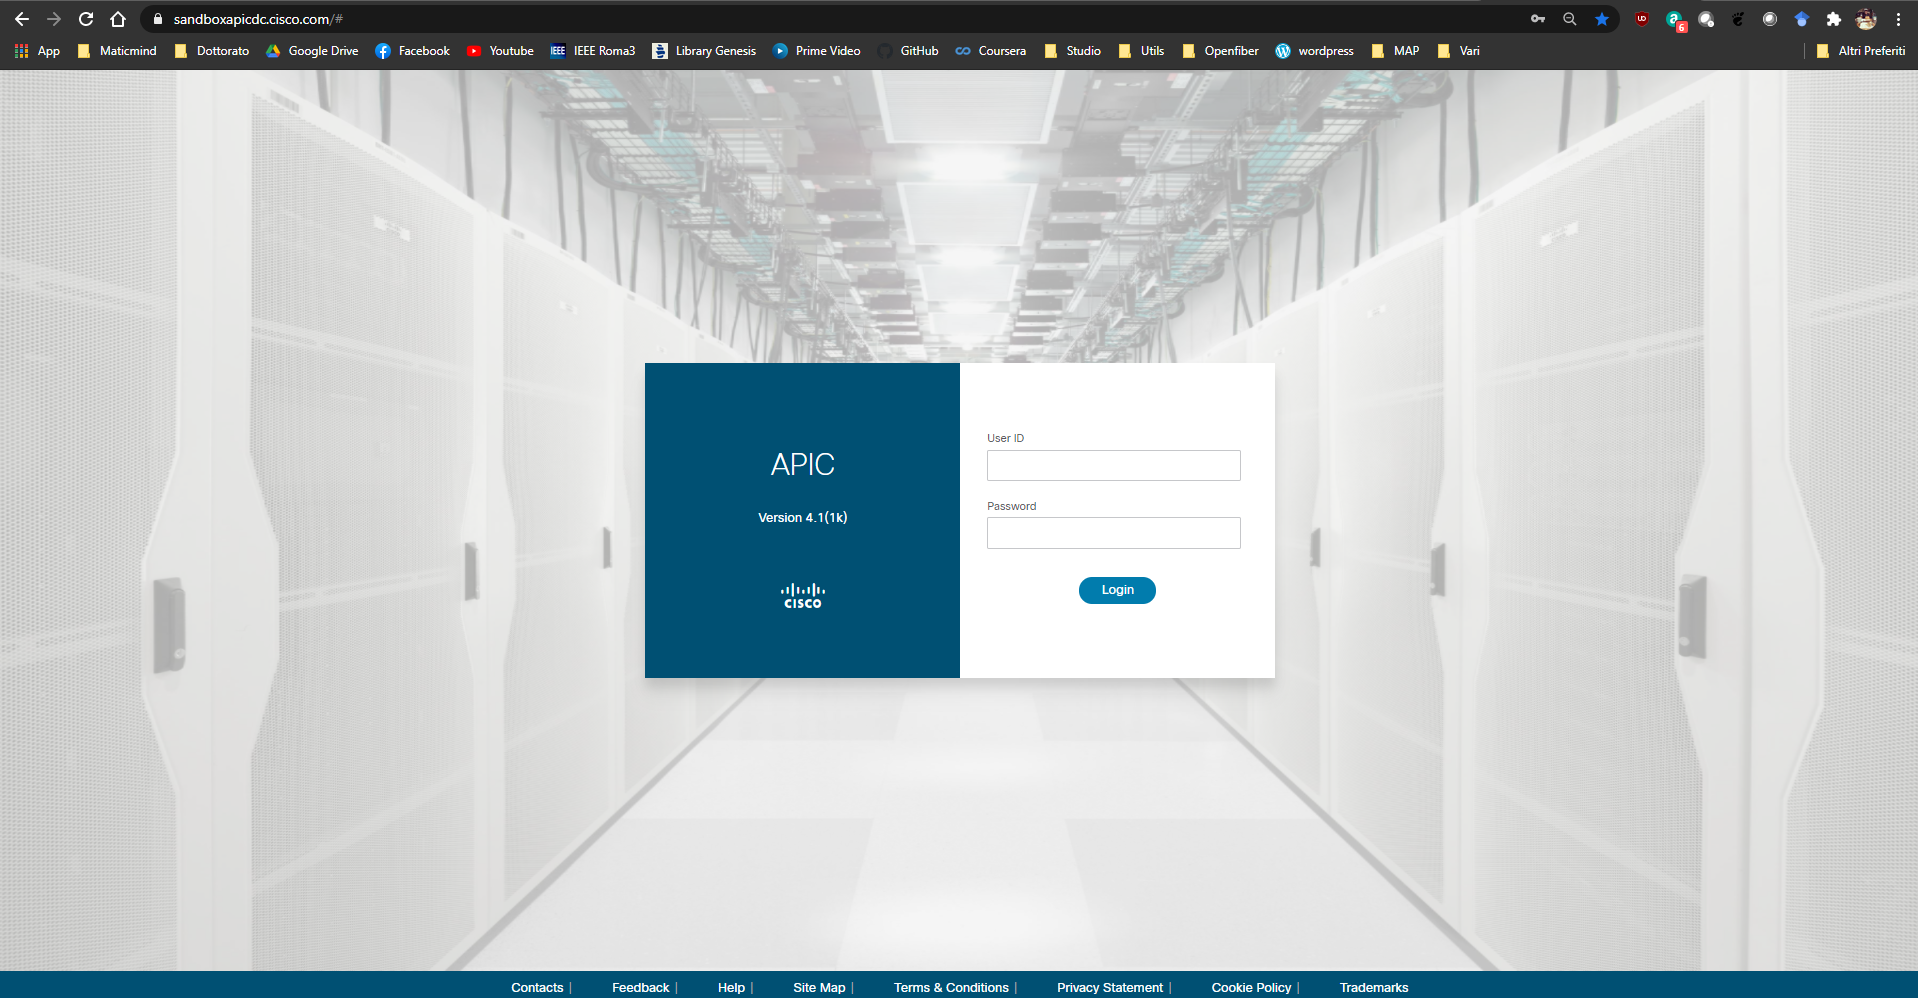 sandboxapicdc.cisco.com/#
App Maticmind Dottorato Google Drive Facebook Youtube IEEE IEEE Roma3 Library Genesis Prime Video GitHub Coursera Studio Utils Openfiber wordpress MAP Vari Altri Preferiti
6
User ID
APIC
Password
Version 4.1(1k)
Login
CISCO
Contacts | Feedback | Help | Site Map | Terms & Conditions | Privacy Statement | Cookie Policy | Trademarks